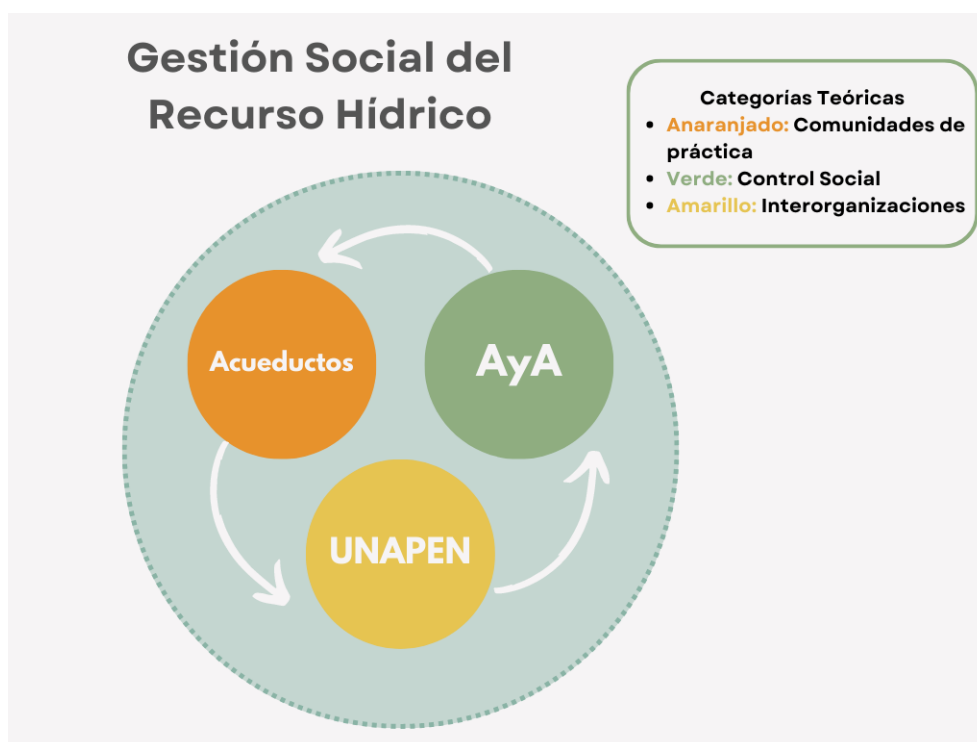 Gestión Social del
Recurso Hídrico
Categorías Teóricas
• Anaranjado: Comunidades de
práctica
• Verde: Control Social
• Amarillo: Interorganizaciones
Acueductos
AyA
UNAPEN